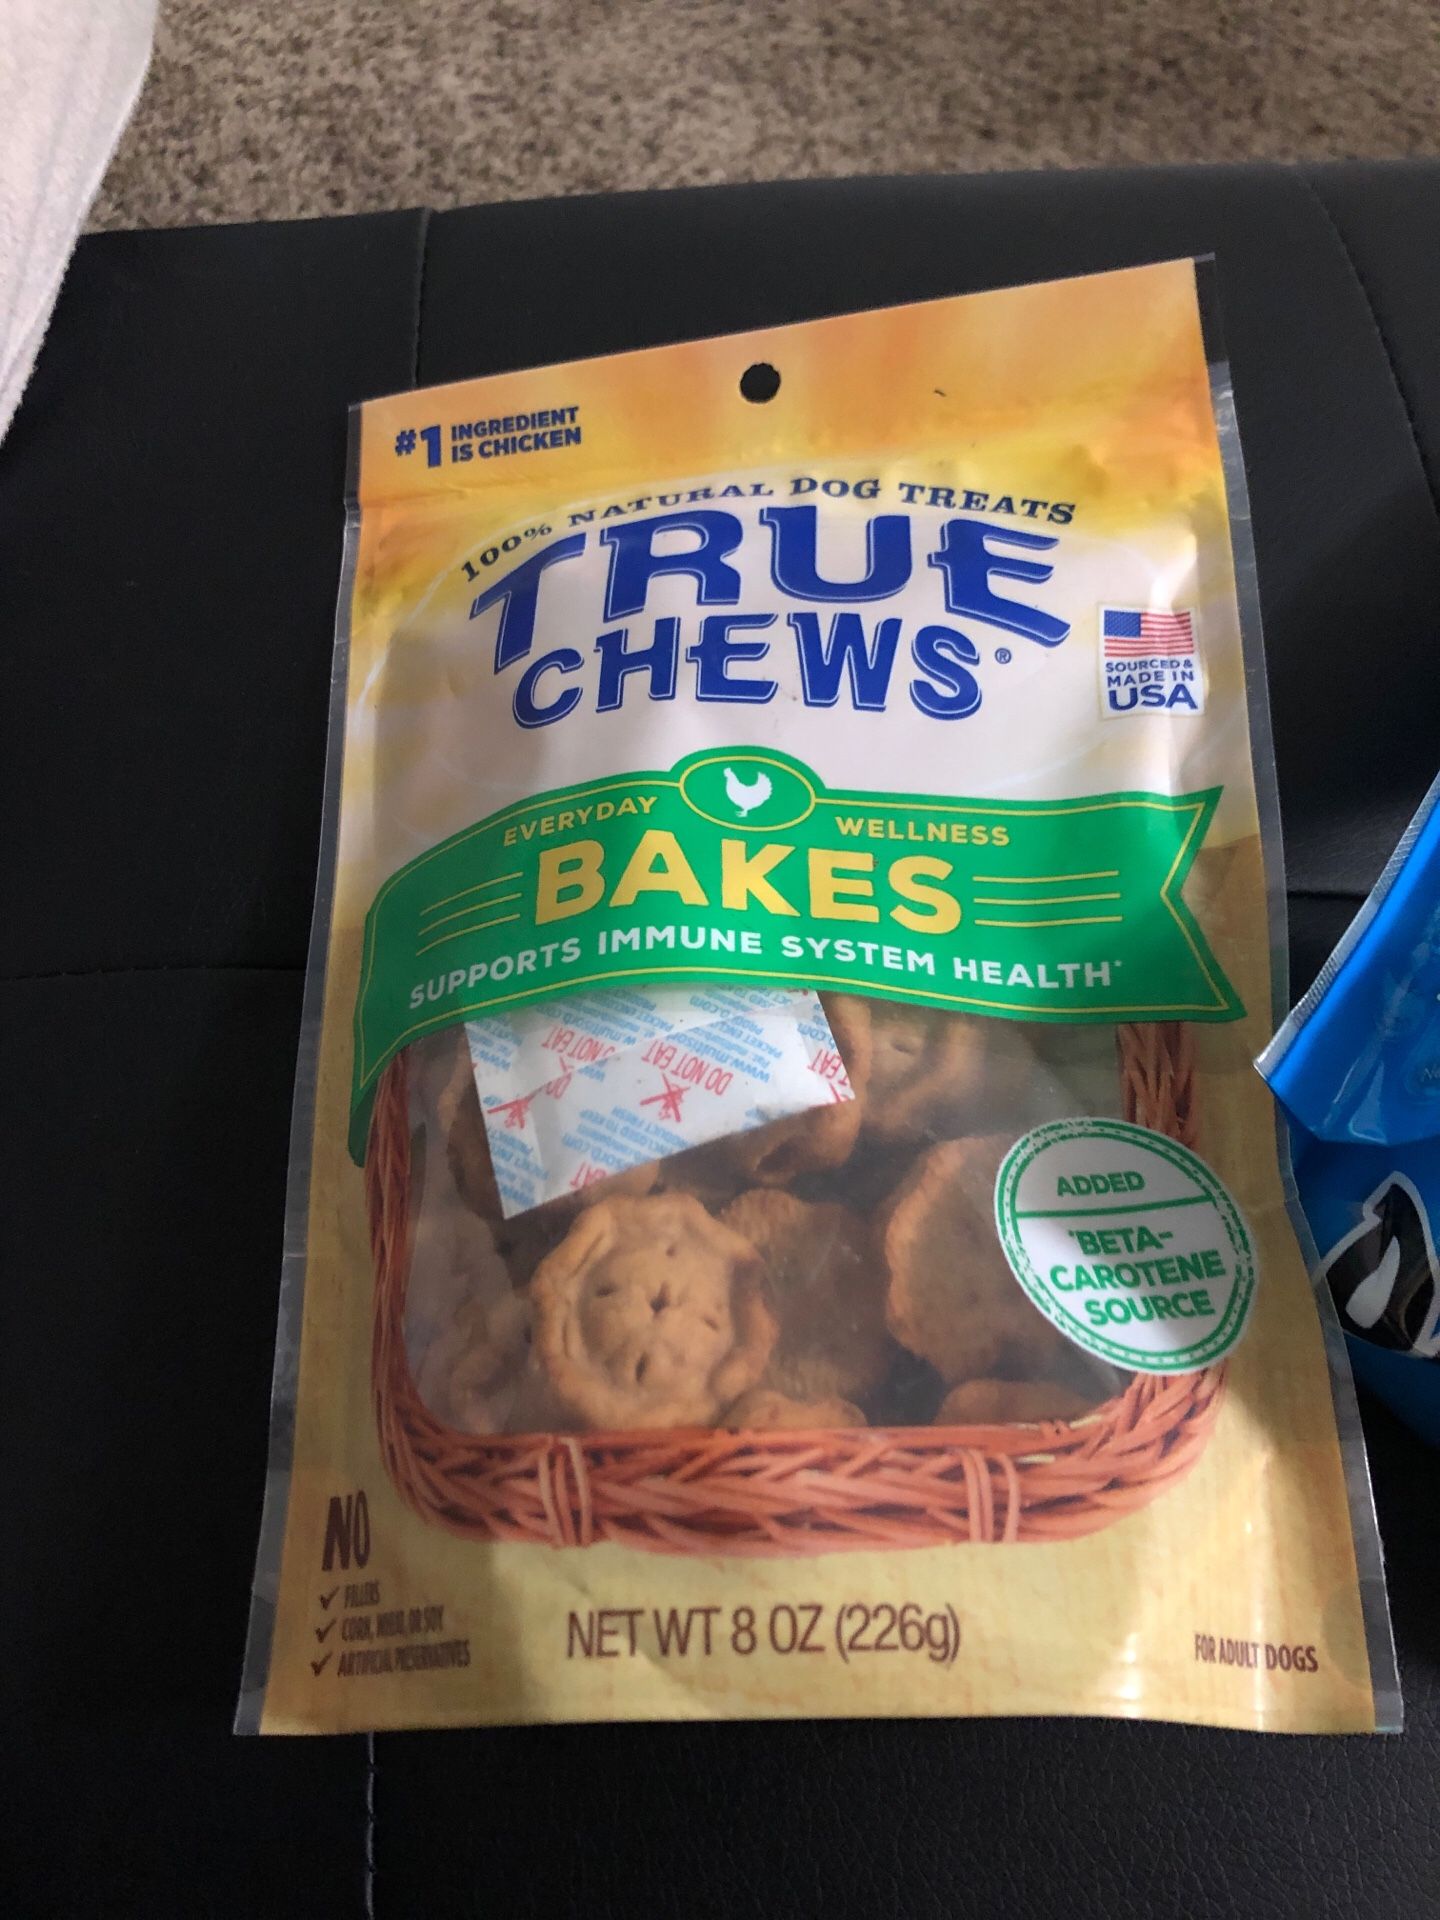 #1 INGREDIENT
IS CHICKEN
100% NATURAL DOG TREATS
TRUE
CHEWS®
SOURCED &
MADE IN
USA
EVERYDAY WELLNESS
BAKES
SUPPORTS IMMUNE SYSTEM HEALTH*
DO NOT EAT
ADDED
*BETA-
CAROTENE
SOURCE
NO
✓ FILLERS
✓ CORN, WHEAT, OR SOY
✓ ARTIFICIAL PRESERVATIVES
NET WT 8 OZ (226g)
FOR ADULT DOGS